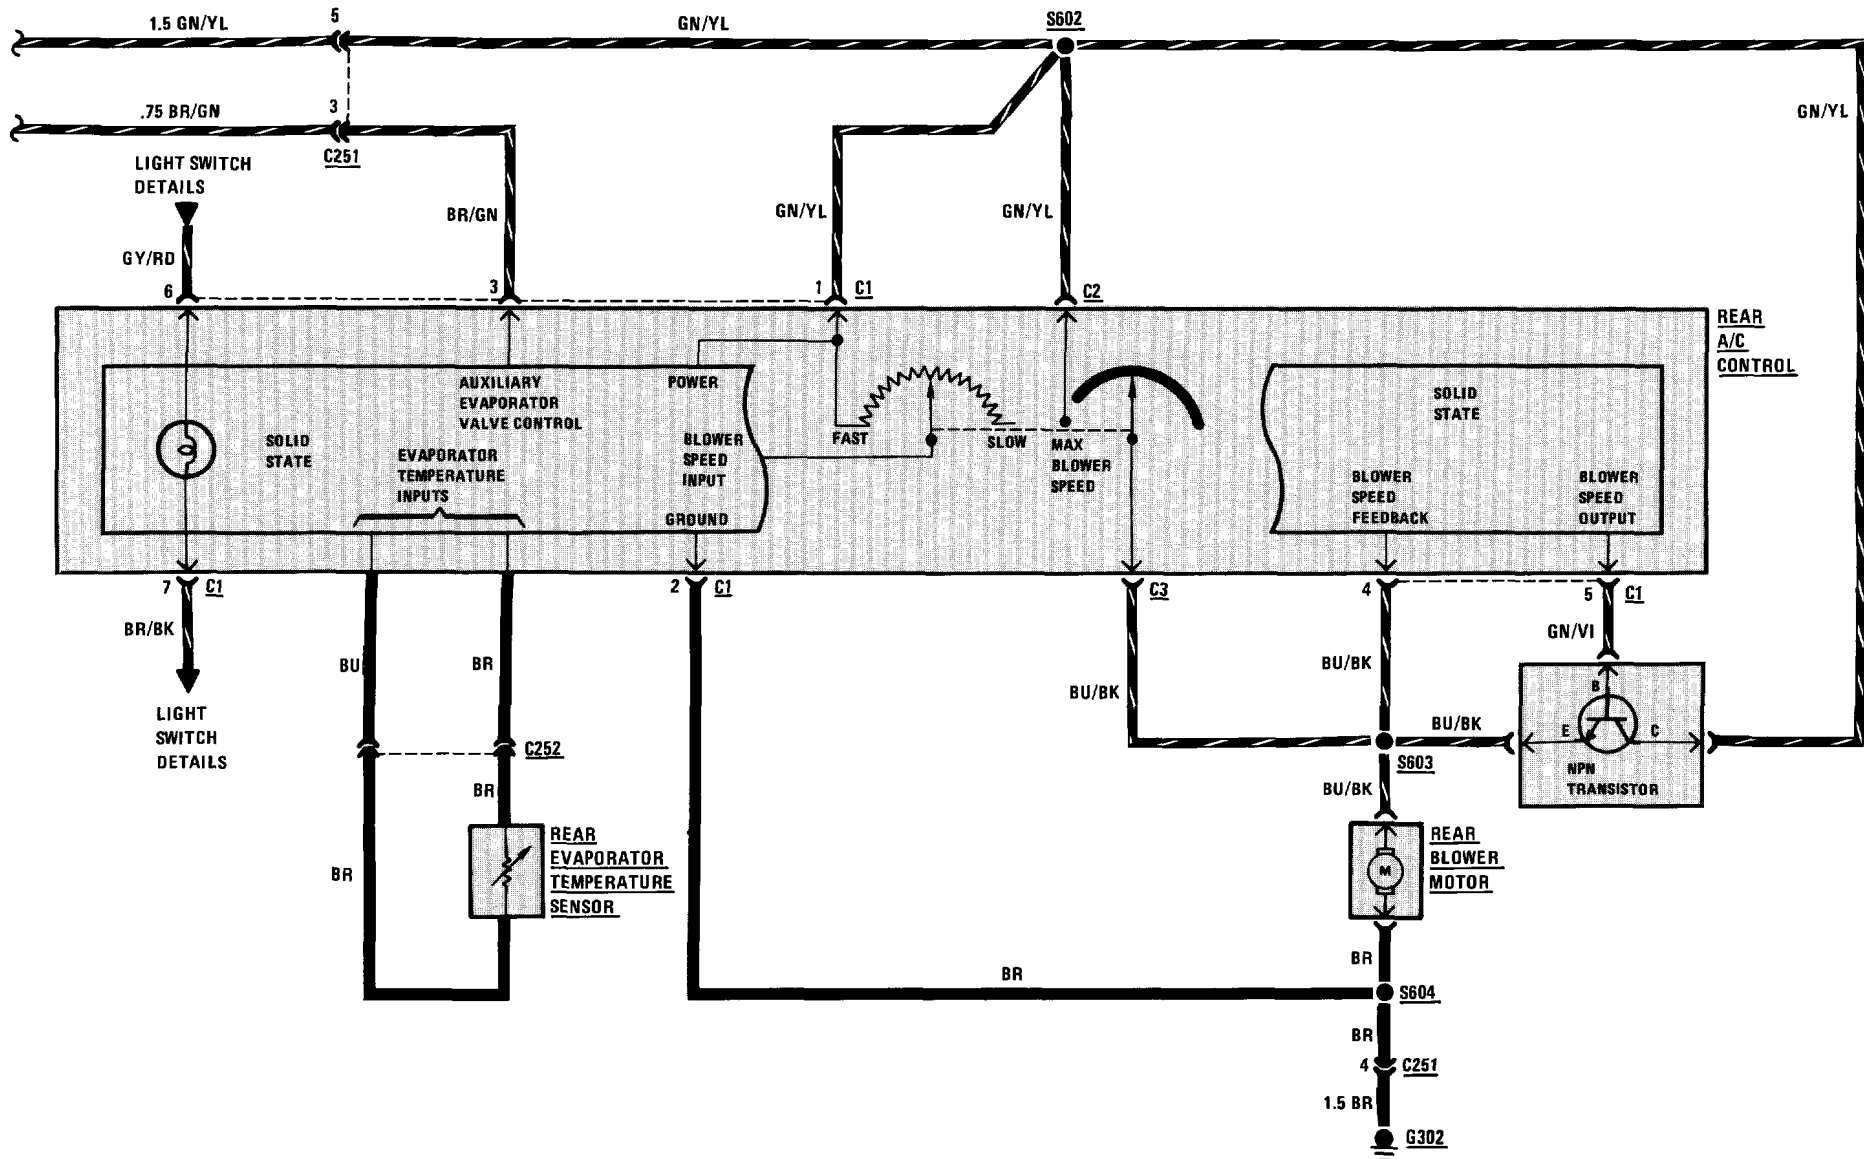 5
1.5 GN/YL
GN/YL
S602
3
.75 BR/GN
C251
GN/YL
LIGHT SWITCH
DETAILS
BR/GN
GN/YL
GN/YL
GY/RD
6
3
1
C1
C2
REAR
A/C
CONTROL
AUXILIARY
EVAPORATOR
VALVE CONTROL
POWER
SOLID
STATE
SOLID
STATE
EVAPORATOR
TEMPERATURE
INPUTS
BLOWER
SPEED
INPUT
FAST
SLOW
MAX
BLOWER
SPEED
BLOWER
SPEED
FEEDBACK
BLOWER
SPEED
OUTPUT
GROUND
7
C1
2
C1
C3
4
5
C1
BR/BK
GN/VI
BU
BR
BU/BK
BU/BK
B
LIGHT
SWITCH
DETAILS
BU/BK
E
C
C252
S603
NPN
TRANSISTOR
BR
BU/BK
REAR
EVAPORATOR
TEMPERATURE
SENSOR
BR
M
REAR
BLOWER
MOTOR
BR
BR
S604
BR
4
C251
1.5 BR
G302